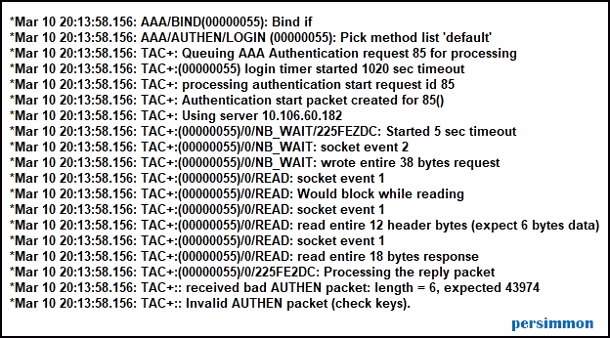 *Mar 10 20:13:58.156: AAA/BIND(00000055): Bind if
*Mar 10 20:13:58.156: AAA/AUTHEN/LOGIN (00000055): Pick method list 'default'
*Mar 10 20:13:58.156: TAC+: Queuing AAA Authentication request 85 for processing
*Mar 10 20:13:58.156: TAC+:(00000055) login timer started 1020 sec timeout
*Mar 10 20:13:58.156: TAC+: processing authentication start request id 85
*Mar 10 20:13:58.156: TAC+: Authentication start packet created for 85()
*Mar 10 20:13:58.156: TAC+: Using server 10.106.60.182
*Mar 10 20:13:58.156: TAC+:(00000055)/0/NB_WAIT/225FEZDC: Started 5 sec timeout
*Mar 10 20:13:58.156: TAC+:(00000055)/0/NB_WAIT: socket event 2
*Mar 10 20:13:58.156: TAC+:(00000055)/0/NB_WAIT: wrote entire 38 bytes request
*Mar 10 20:13:58.156: TAC+:(00000055)/0/READ: socket event 1
*Mar 10 20:13:58.156: TAC+:(00000055)/0/READ: Would block while reading
*Mar 10 20:13:58.156: TAC+:(00000055)/0/READ: socket event 1
*Mar 10 20:13:58.156: TAC+:(00000055)/0/READ: read entire 12 header bytes (expect 6 bytes data)
*Mar 10 20:13:58.156: TAC+:(00000055)/0/READ: socket event 1
*Mar 10 20:13:58.156: TAC+:(00000055)/0/READ: read entire 18 bytes response
*Mar 10 20:13:58.156: TAC+:(00000055)/0/225FE2DC: Processing the reply packet
*Mar 10 20:13:58.156: TAC+:: received bad AUTHEN packet: length = 6, expected 43974
*Mar 10 20:13:58.156: TAC+:: Invalid AUTHEN packet (check keys).
persimmon